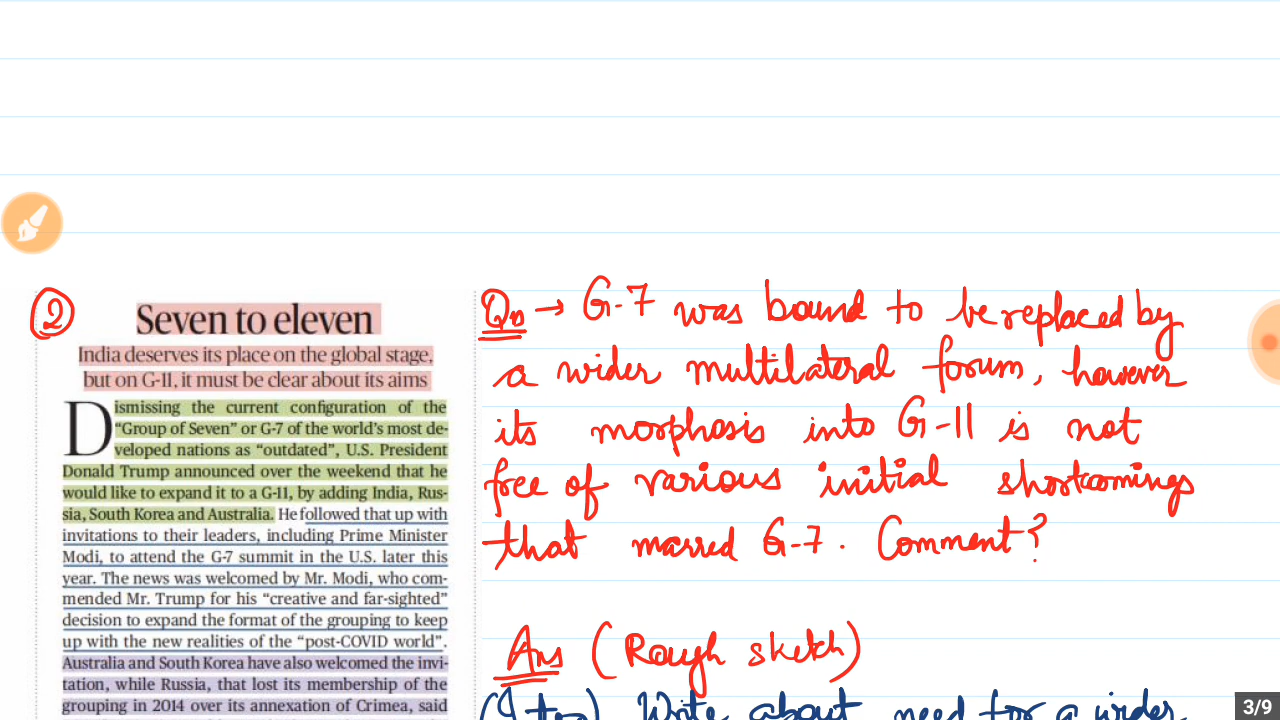 2
Seven to eleven
India deserves its place on the global stage,
but on G-11, it must be clear about its aims
Dismissing the current configuration of the
“Group of Seven” or G-7 of the world’s most de-
veloped nations as “outdated”, U.S. President
Donald Trump announced over the weekend that he
would like to expand it to a G-11, by adding India, Rus-
sia, South Korea and Australia. He followed that up with
invitations to their leaders, including Prime Minister
Modi, to attend the G-7 summit in the U.S. later this
year. The news was welcomed by Mr. Modi, who com-
mended Mr. Trump for his “creative and far-sighted”
decision to expand the format of the grouping to keep
up with the new realities of the “post-COVID world”.
Australia and South Korea have also welcomed the invi-
tation, while Russia, that lost its membership of the
grouping in 2014 over its annexation of Crimea, said
Qn → G-7 was bound to be replaced by
a wider multilateral forum, however
its morphosis into G-11 is not
free of various initial shortcomings
that marred G-7. Comment?
Ans (Rough sketch)
Write about need for a wider
3/9